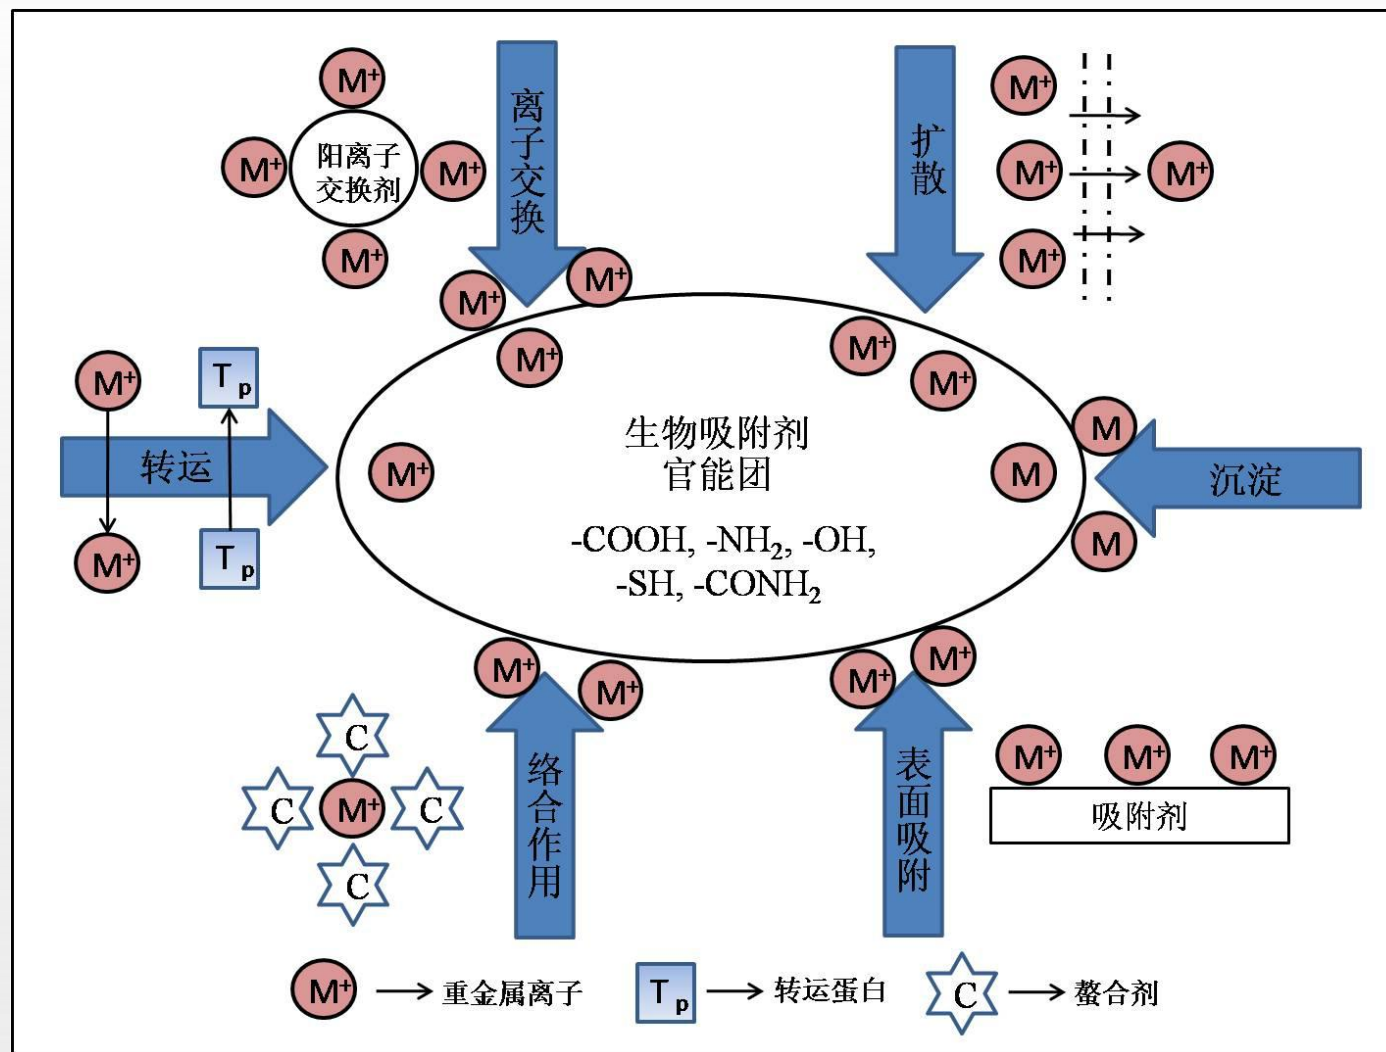 M⁺
M⁺
阳离子
交换剂
M⁺
M⁺
离子交换
扩散
M⁺
M⁺
M⁺
M⁺
M⁺
M⁺
M⁺
M⁺
M⁺
M⁺
Tp
转运
M⁺
Tp
M⁺
生物吸附剂
官能团
-COOH, -NH₂, -OH,
-SH, -CONH₂
M
M
M
沉淀
M⁺
M⁺
M⁺
M⁺
络合作用
表面吸附
C
C
M⁺
C
C
M⁺
M⁺
M⁺
吸附剂
M⁺
重金属离子
Tp
转运蛋白
C
螯合剂